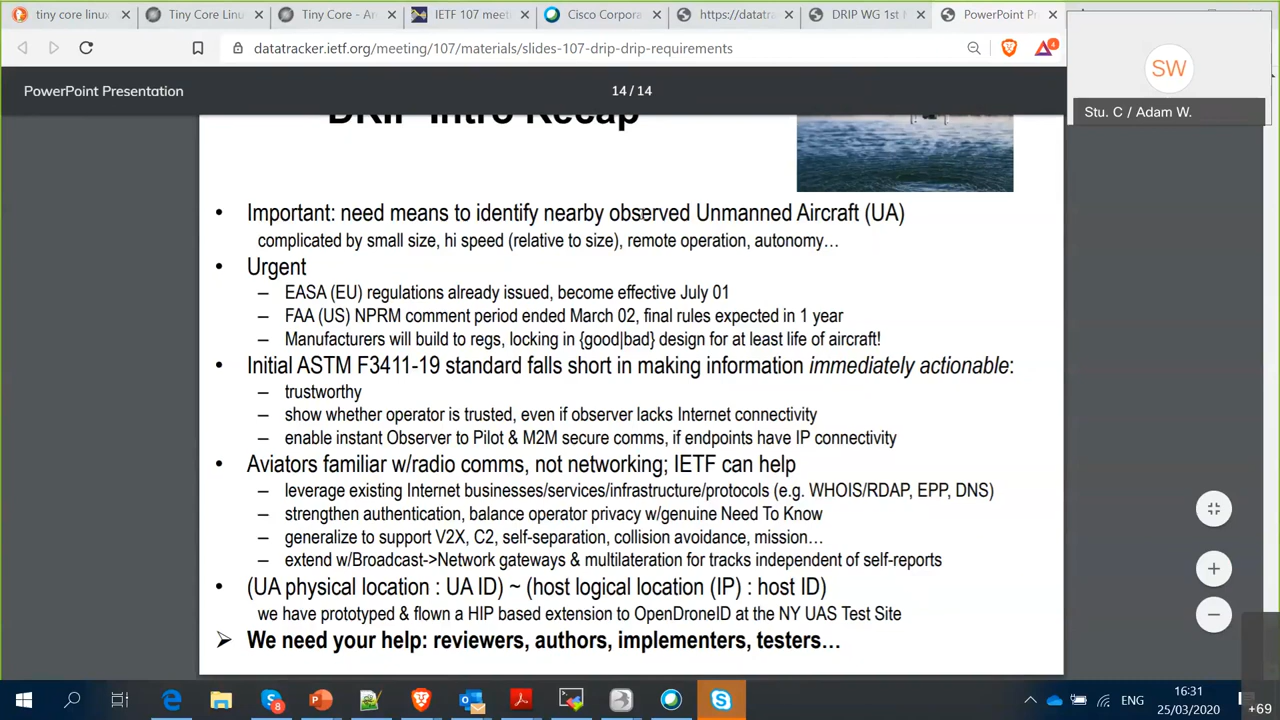 tiny core linux
Tiny Core Linu
Tiny Core - Ar
IETF 107 meeti
Cisco Corpora
https://datatra
DRIP WG 1st
PowerPoint Pr
datatracker.ietf.org/meeting/107/materials/slides-107-drip-drip-requirements
4
PowerPoint Presentation
14 / 14
SW
Stu. C / Adam W.
DRIP Intro Recap
• Important: need means to identify nearby observed Unmanned Aircraft (UA)
complicated by small size, hi speed (relative to size), remote operation, autonomy…
• Urgent
– EASA (EU) regulations already issued, become effective July 01
– FAA (US) NPRM comment period ended March 02, final rules expected in 1 year
– Manufacturers will build to regs, locking in {good|bad} design for at least life of aircraft!
• Initial ASTM F3411-19 standard falls short in making information immediately actionable:
– trustworthy
– show whether operator is trusted, even if observer lacks Internet connectivity
– enable instant Observer to Pilot & M2M secure comms, if endpoints have IP connectivity
• Aviators familiar w/radio comms, not networking; IETF can help
– leverage existing Internet businesses/services/infrastructure/protocols (e.g. WHOIS/RDAP, EPP, DNS)
– strengthen authentication, balance operator privacy w/genuine Need To Know
– generalize to support V2X, C2, self-separation, collision avoidance, mission…
– extend w/Broadcast->Network gateways & multilateration for tracks independent of self-reports
• (UA physical location : UA ID) ~ (host logical location (IP) : host ID)
we have prototyped & flown a HIP based extension to OpenDroneID at the NY UAS Test Site
➢ We need your help: reviewers, authors, implementers, testers…
8
ENG
16:31
25/03/2020
+69